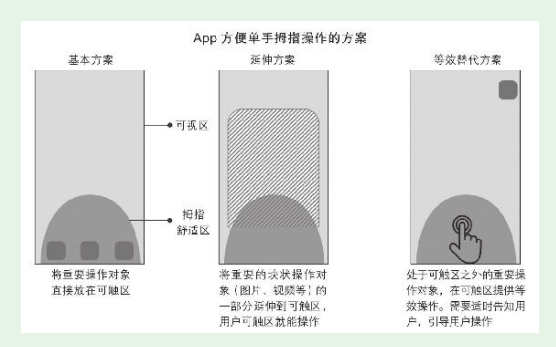 App 方便单手拇指操作的方案
基本方案
延伸方案
等效替代方案
可视区
拇指
舒适区
将重要操作对象
直接放在可触区
将重要的块状操作对
象（图片、视频等）的
一部分延伸到可触区，
用户可触区就能操作
处于可触区之外的重要操
作对象，在可触区提供等
效操作。需要适时告知用
户，引导用户操作